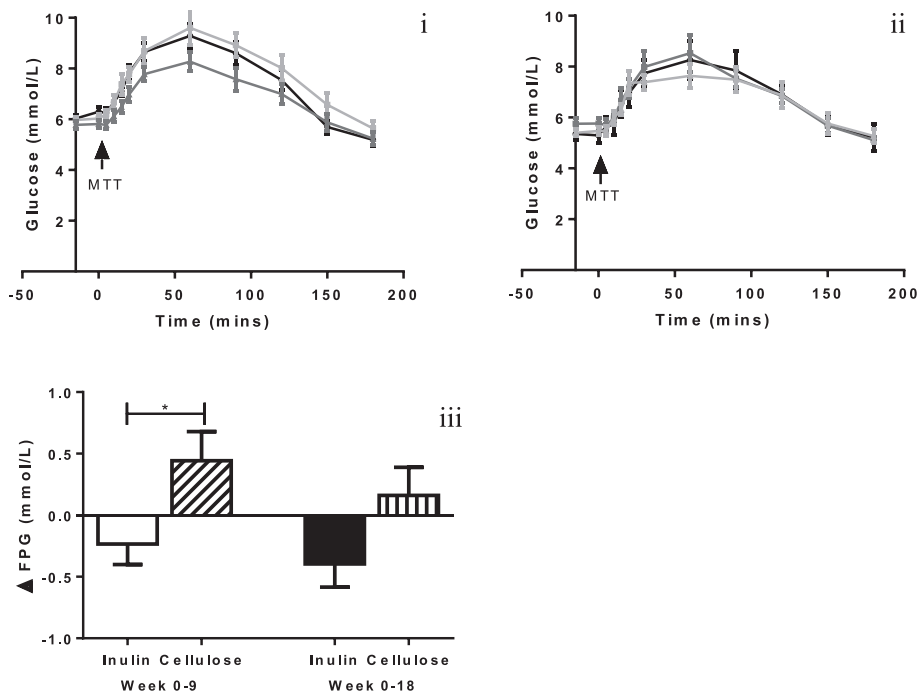 i
Glucose (mmol/L)
10
8
6
4
2
MTT
-50 0 50 100 150 200
Time (mins)
ii
Glucose (mmol/L)
10
8
6
4
2
MTT
-50 0 50 100 150 200
Time (mins)
iii
▲ FPG (mmol/L)
1.0
0.5
0.0
-0.5
-1.0
*
Inulin Cellulose Inulin Cellulose
Week 0-9 Week 0-18